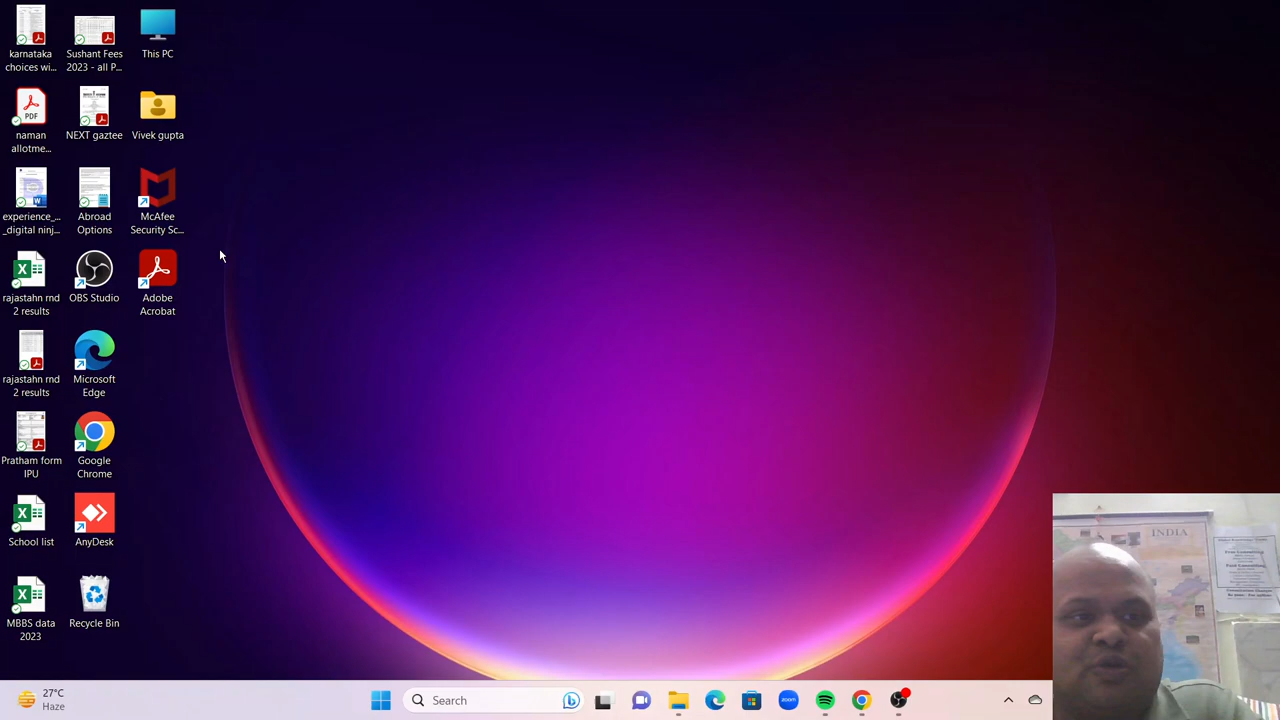 karnataka
choices wi...
Sushant Fees
2023 - all P...
This PC
PDF
naman
allotme...
NEXT gaztee
Vivek gupta
experience_...
_digital ninj...
Abroad
Options
McAfee
Security Sc...
rajastahn rnd
2 results
OBS Studio
Adobe
Acrobat
rajastahn rnd
2 results
Microsoft
Edge
Pratham form
IPU
Google
Chrome
School list
AnyDesk
MBBS data
2023
Recycle Bin
INDIA
27°C
Haze
Search
zoom